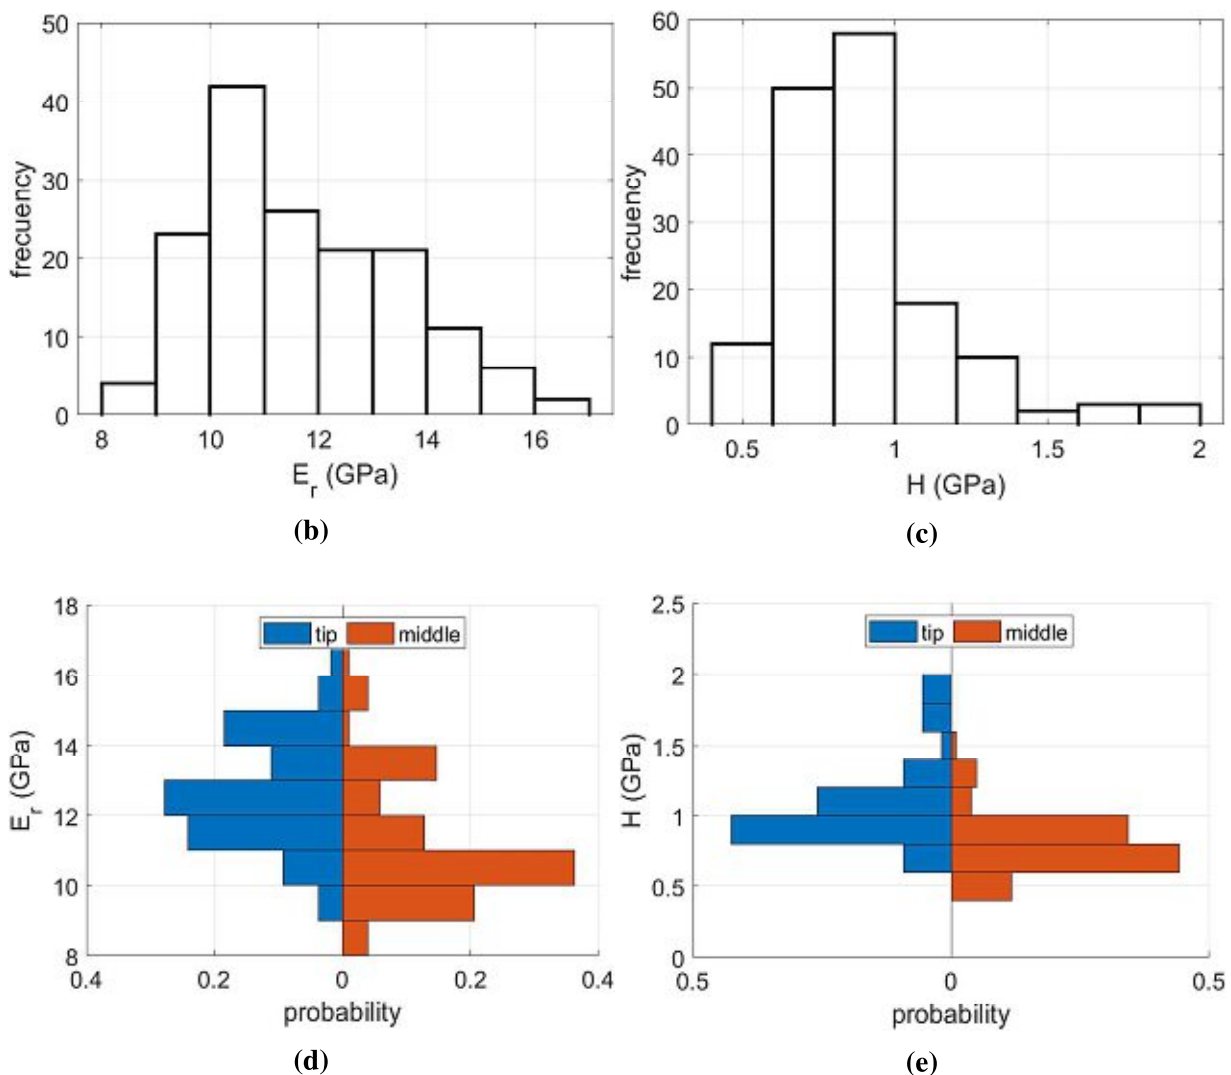 50
40
30
20
10
0
frecuency
8 10 12 14 16
E_r (GPa)
(b)
60
50
40
30
20
10
0
frecuency
0.5 1 1.5 2
H (GPa)
(c)
18
16
14
12
10
8
E_r (GPa)
tip middle
0.4 0.2 0 0.2 0.4
probability
(d)
2.5
2
1.5
1
0.5
0
H (GPa)
tip middle
0.5 0 0.5
probability
(e)